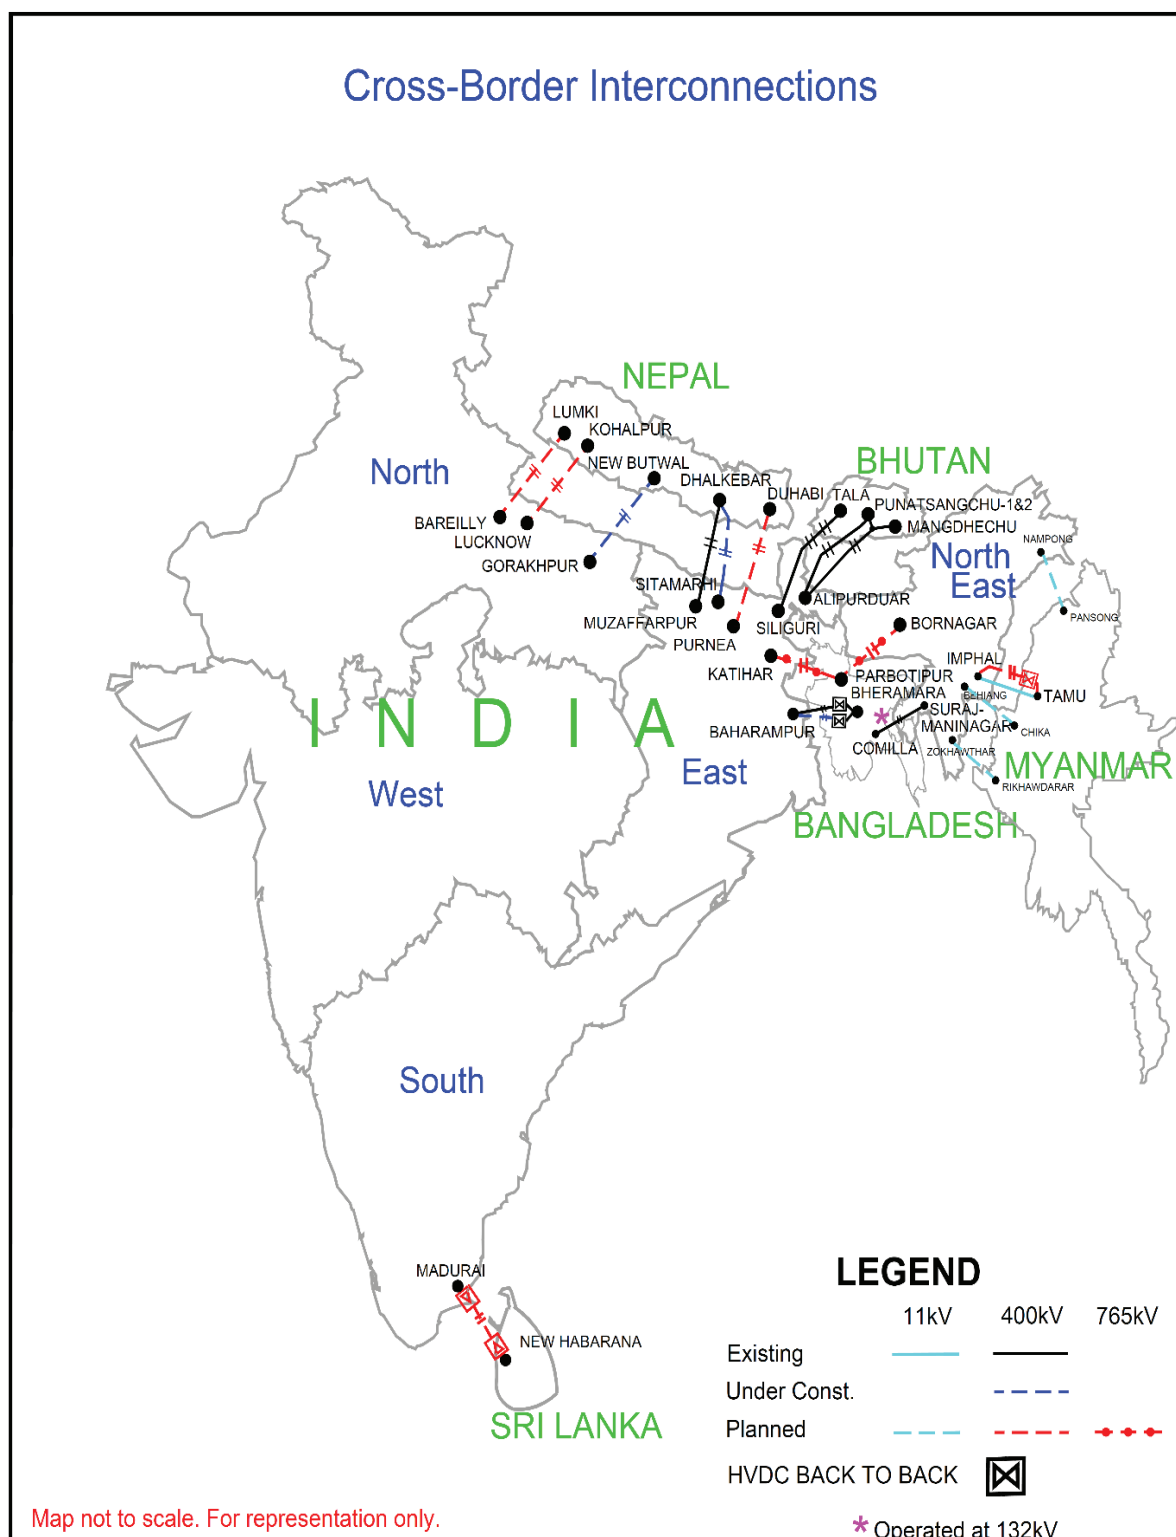 Cross-Border Interconnections
NEPAL
LUMKI
KOHALPUR
NEW BUTWAL
North
DHALKEBAR
DUHABI
BHUTAN
TALA
PUNATSANGCHU-1&2
MANGDHECHU
BAREILLY
LUCKNOW
GORAKHPUR
SITAMARHI
MUZAFFARPUR
PURNEA
SILIGURI
ALIPURDUAR
North
East
NAMPONG
PANSONG
BORNAGAR
KATIHAR
PARBOTIPUR
BHERAMARA
IMPHAL
BEHIANG
TAMU
BAHARAMPUR
SURAJ-
MANINAGAR
COMILLA
ZOKHAWTHAR
CHIKA
INDIA
East
MYANMAR
RIKHAWDARAR
West
BANGLADESH
South
MADURAI
NEW HABARANA
SRI LANKA
LEGEND
11kV 400kV 765kV
Existing
Under Const.
Planned
HVDC BACK TO BACK
* Operated at 132kV
Map not to scale. For representation only.